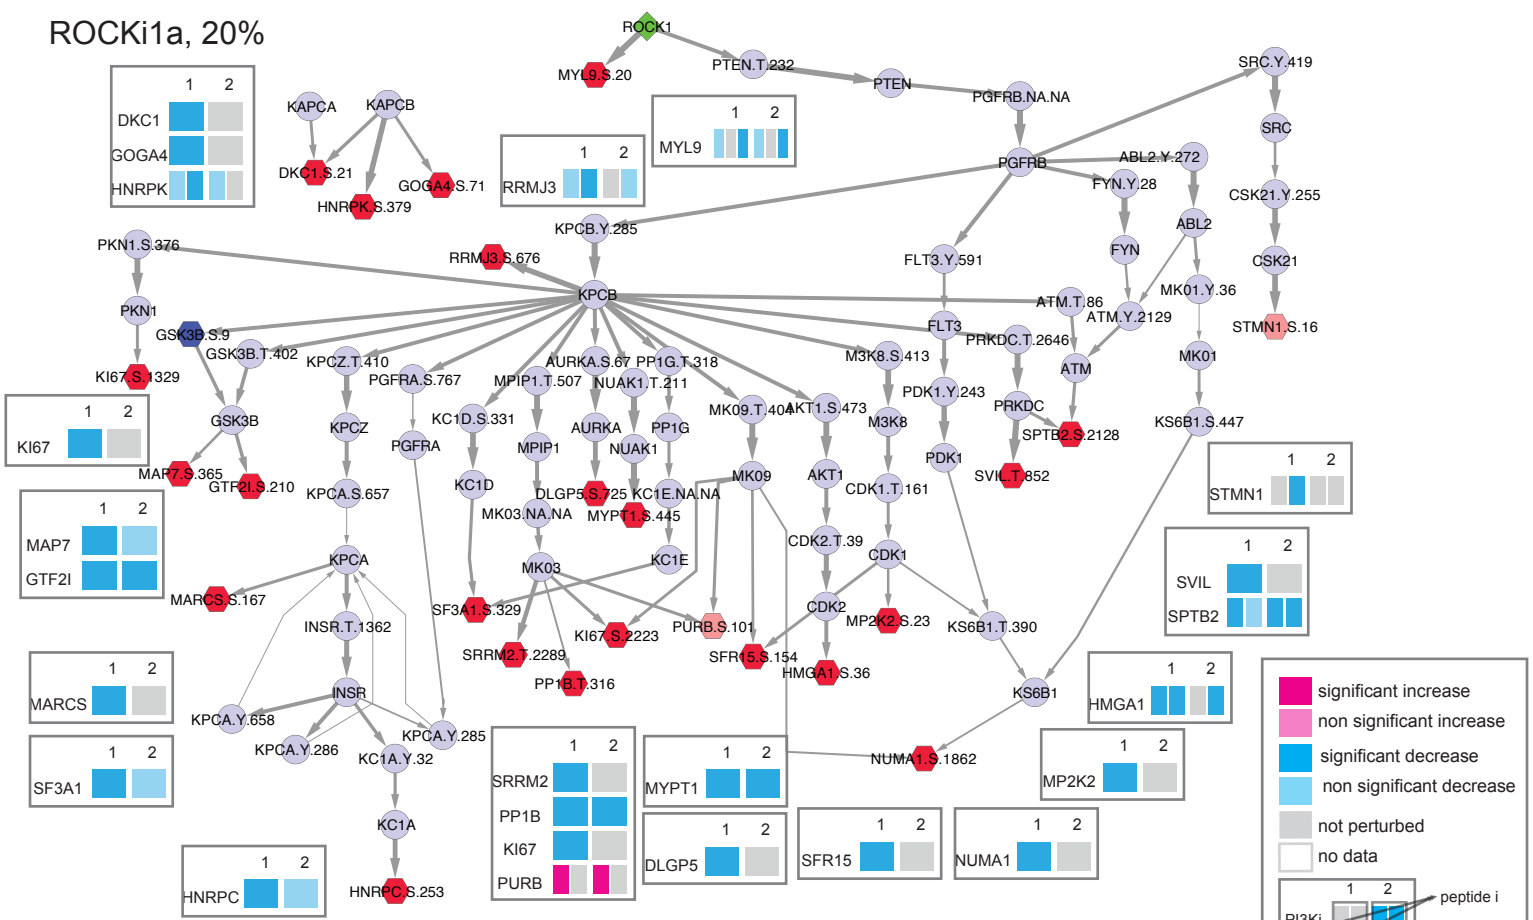 ROCKi1a, 20%
ROCK1
MYL9.S.20
PTEN.T.232
PTEN
PGFRB.NA.NA
SRC.Y.419
1 2
DKC1
GOGA4
HNRPK
KAPCA
KAPCB
DKC1.S.21
GOGA4.S.71
HNRPK.S.379
1 2
RRMJ3
1 2
MYL9
SRC
PGFRB
ABL2.Y.272
FYN.Y.28
CSK21.Y.255
ABL2
KPCB.Y.285
PKN1.S.376
RRMJ3.S.676
FLT3.Y.591
FYN
CSK21
KPCB
ATM.T.86
MK01.Y.36
PKN1
ATM.Y.2129
GSK3B.S.9
FLT3
STMN1.S.16
GSK3B.T.402
KPCZ.T.410
AURKA.S.67
PP1G.T.318
M3K8.S.413
PRKDC.T.2646
MK01
KI67.S.1329
PGFRA.S.767
MPIP1.T.507
NUAK1.T.211
ATM
PDK1.Y.243
1 2
KI67
GSK3B
KPCZ
KC1D.S.331
AURKA
PP1G
MK09.T.404
AKT1.S.473
M3K8
PRKDC
KS6B1.S.447
SPTB2.S.2128
PGFRA
MPIP1
NUAK1
PDK1
MAP7.S.365
GTF2I.S.210
KPCA.S.657
KC1D
DLGP5.S.725
KC1E.NA.NA
MK09
AKT1
CDK1.T.161
SVIL.T.852
MK03.NA.NA
MYPT1.S.445
1 2
STMN1
1 2
MAP7
GTF2I
KPCA
MK03
KC1E
CDK2.T.39
CDK1
1 2
SVIL
SPTB2
MARCS.S.167
INSR.T.1362
SF3A1.S.329
KI67.S.2223
PURB.S.101
CDK2
MP2K2.S.23
KS6B1.T.390
SRRM2.T.2289
PP1B.T.316
SFR15.S.154
HMGA1.S.36
1 2
MARCS
INSR
KS6B1
1 2
HMGA1
KPCA.Y.658
KPCA.Y.286
KPCA.Y.285
KC1A.Y.32
NUMA1.S.1862
1 2
SF3A1
1 2
SRRM2
PP1B
KI67
PURB
1 2
MYPT1
1 2
MP2K2
KC1A
1 2
DLGP5
1 2
SFR15
1 2
NUMA1
1 2
HNRPC
HNRPC.S.253
significant increase
non significant increase
significant decrease
non significant decrease
not perturbed
no data
1 2
PI3Ki
peptide i